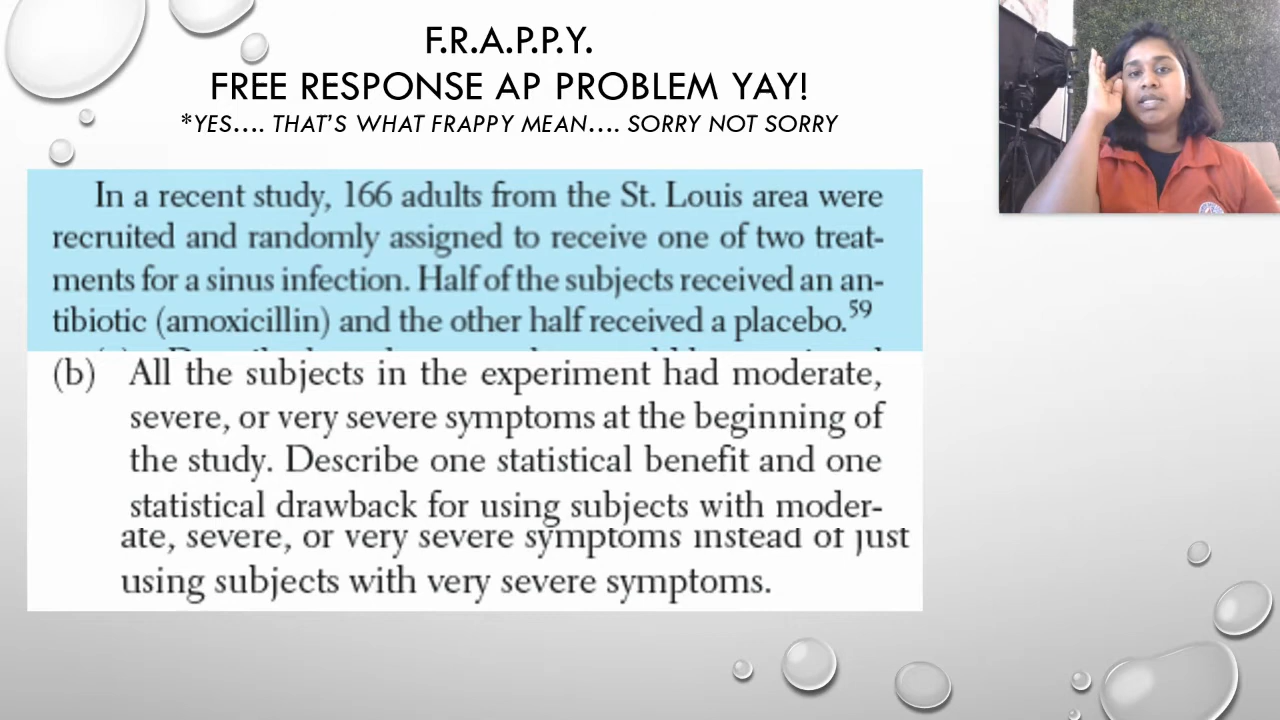 F.R.A.P.P.Y.
FREE RESPONSE AP PROBLEM YAY!
*YES.... THAT'S WHAT FRAPPY MEAN.... SORRY NOT SORRY
In a recent study, 166 adults from the St. Louis area were
recruited and randomly assigned to receive one of two treat-
ments for a sinus infection. Half of the subjects received an an-
tibiotic (amoxicillin) and the other half received a placebo.59
(b) All the subjects in the experiment had moderate,
severe, or very severe symptoms at the beginning of
the study. Describe one statistical benefit and one
statistical drawback for using subjects with moder-
ate, severe, or very severe symptoms instead of just
using subjects with very severe symptoms.